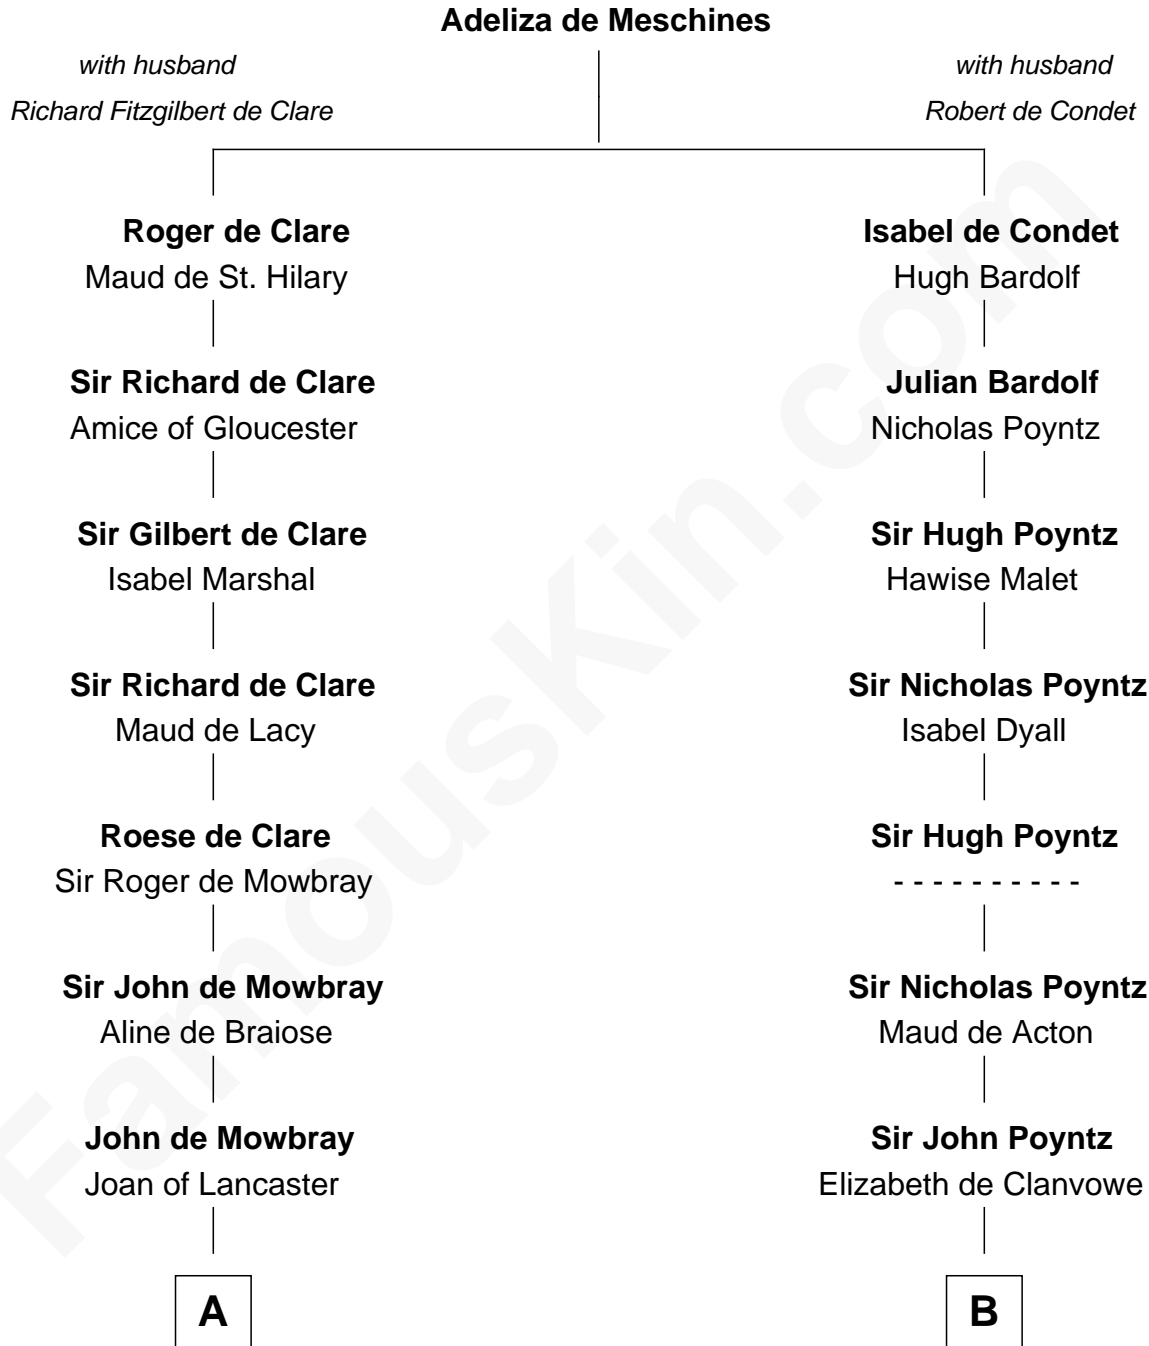 Adeliza de Meschines
with husband
Richard Fitzgilbert de Clare
with husband
Robert de Condet
Roger de Clare
Maud de St. Hilary
Isabel de Condet
Hugh Bardolf
Sir Richard de Clare
Amice of Gloucester
Julian Bardolf
Nicholas Poyntz
Sir Gilbert de Clare
Isabel Marshal
Sir Hugh Poyntz
Hawise Malet
Sir Richard de Clare
Maud de Lacy
Sir Nicholas Poyntz
Isabel Dyall
Roese de Clare
Sir Roger de Mowbray
Sir Hugh Poyntz
- - - - - - - - - -
Sir John de Mowbray
Aline de Braiose
Sir Nicholas Poyntz
Maud de Acton
John de Mowbray
Joan of Lancaster
Sir John Poyntz
Elizabeth de Clanvowe
A
B
FamousKin.com